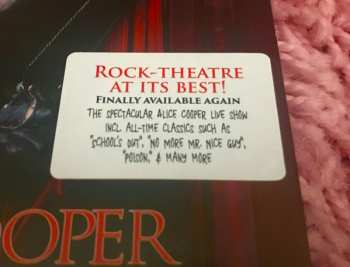 ROCK-THEATRE
AT ITS BEST!
FINALLY AVAILABLE AGAIN
THE SPECTACULAR ALICE COOPER LIVE SHOW
INCL. ALL-TIME CLASSICS SUCH AS
"SCHOOL'S OUT", "NO MORE MR. NICE GUY",
"POISON," & MANY MORE
OOPER